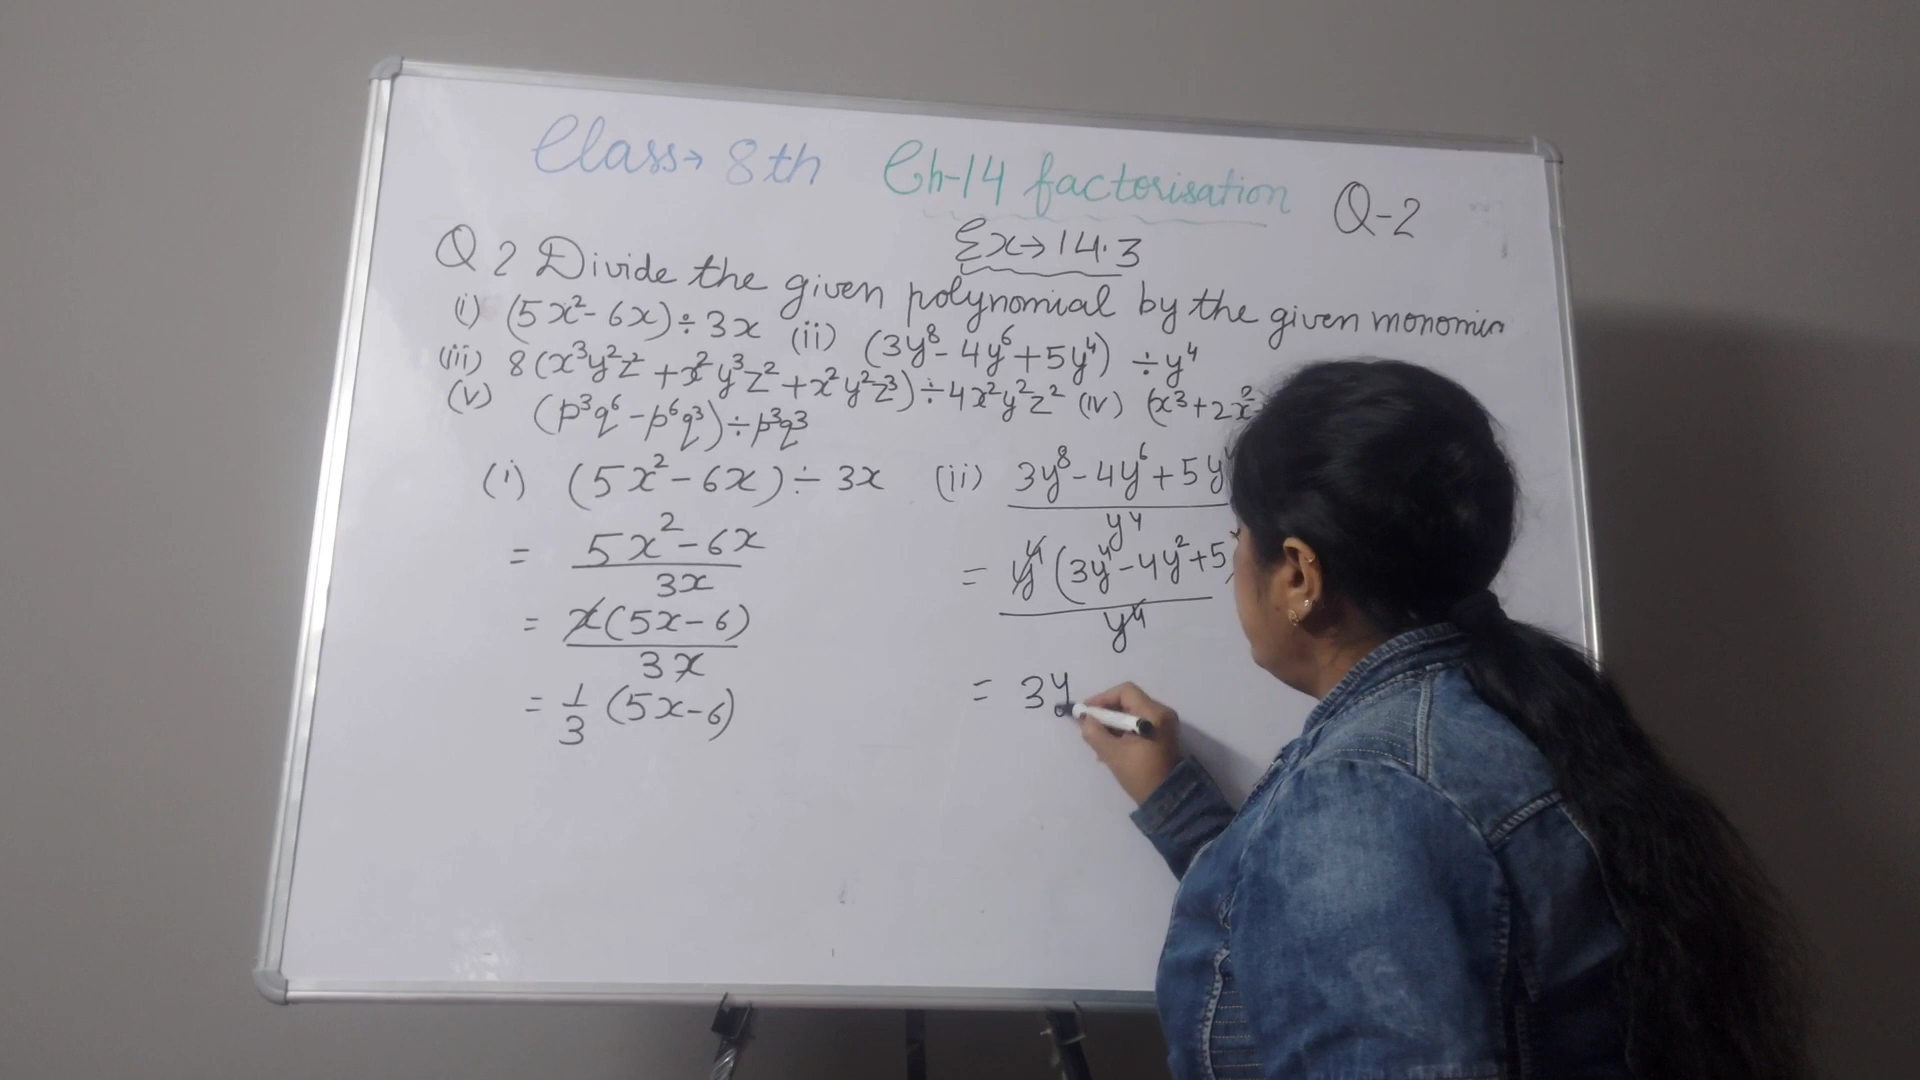 Class→ 8th Ch-14 factorisation Q-2
Ex→14.3
Q 2 Divide the given polynomial by the given
(i) (5x²-6x)÷3x (ii) (3y⁸-4y⁶+5y⁴) ÷y⁴
(iii) 8(x³y²z²+x²y³z²+x²y²z³)÷4x²y²z² (iv) (x³+2x²
(v) (p³q⁶-p⁶q³)÷p³q³
(i) (5x²-6x)÷3x
= 5x²-6x
3x
= x(5x-6)
3x
= 1/3 (5x-6)
(ii) 3y⁸-4y⁶+5y
y⁴
= y⁴(3y⁴-4y²+5
y⁴
= 3y